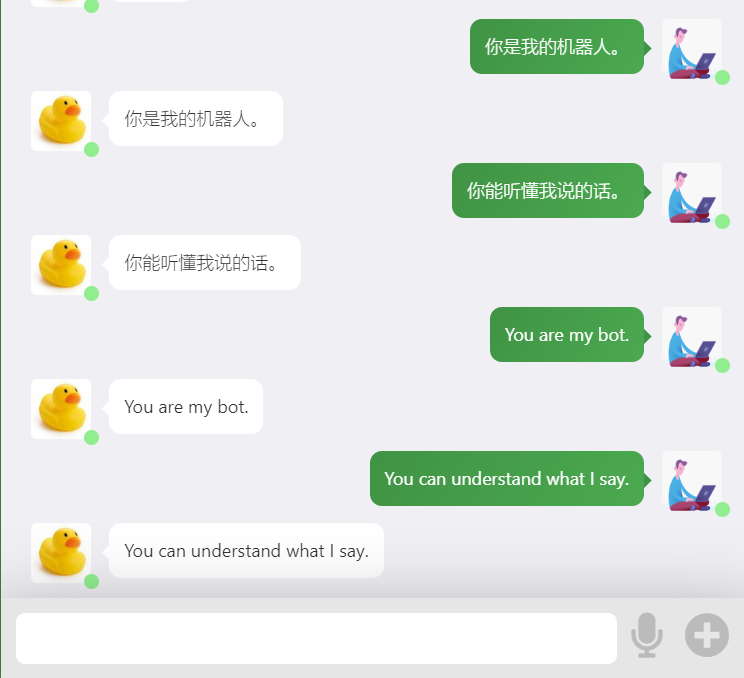 你是我的机器人。
你是我的机器人。
你能听懂我说的话。
你能听懂我说的话。
You are my bot.
You are my bot.
You can understand what I say.
You can understand what I say.